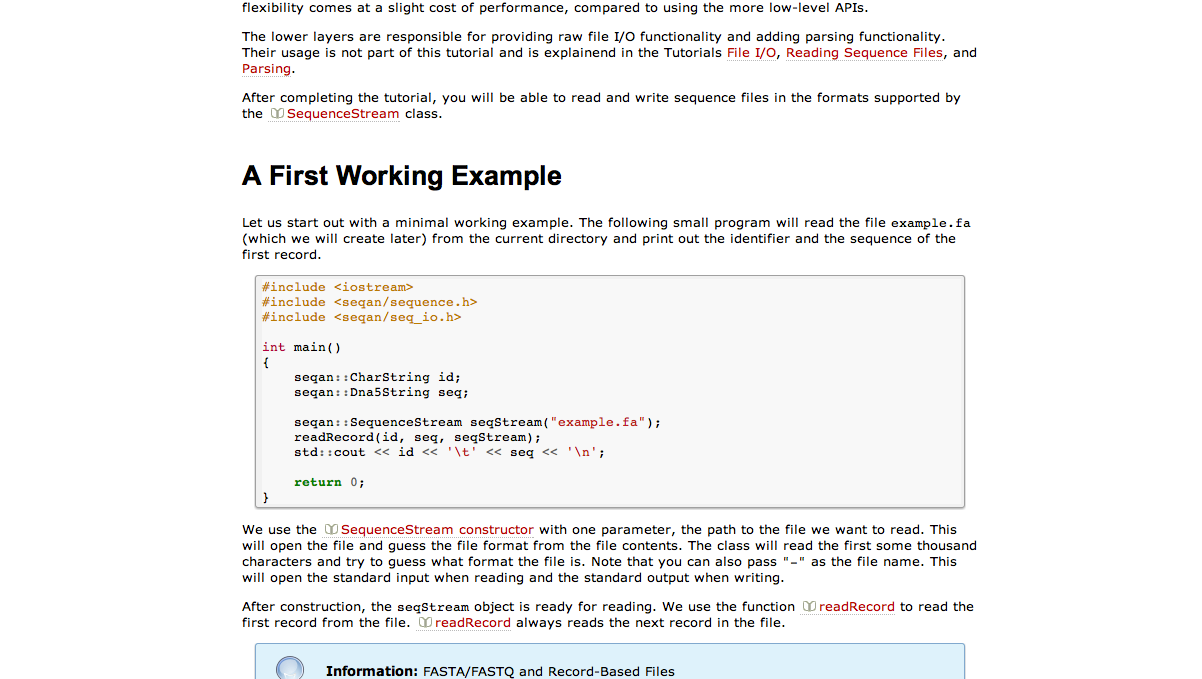 flexibility comes at a slight cost of performance, compared to using the more low-level APIs.
The lower layers are responsible for providing raw file I/O functionality and adding parsing functionality.
Their usage is not part of this tutorial and is explainend in the Tutorials File I/O, Reading Sequence Files, and
Parsing.
After completing the tutorial, you will be able to read and write sequence files in the formats supported by
the SequenceStream class.
A First Working Example
Let us start out with a minimal working example. The following small program will read the file example.fa
(which we will create later) from the current directory and print out the identifier and the sequence of the
first record.
#include <iostream>
#include <seqan/sequence.h>
#include <seqan/seq_io.h>
int main()
{
    seqan::CharString id;
    seqan::Dna5String seq;
    seqan::SequenceStream seqStream("example.fa");
    readRecord(id, seq, seqStream);
    std::cout << id << '\t' << seq << '\n';
    return 0;
}
We use the SequenceStream constructor with one parameter, the path to the file we want to read. This
will open the file and guess the file format from the file contents. The class will read the first some thousand
characters and try to guess what format the file is. Note that you can also pass "-" as the file name. This
will open the standard input when reading and the standard output when writing.
After construction, the seqStream object is ready for reading. We use the function readRecord to read the
first record from the file. readRecord always reads the next record in the file.
Information: FASTA/FASTQ and Record-Based Files